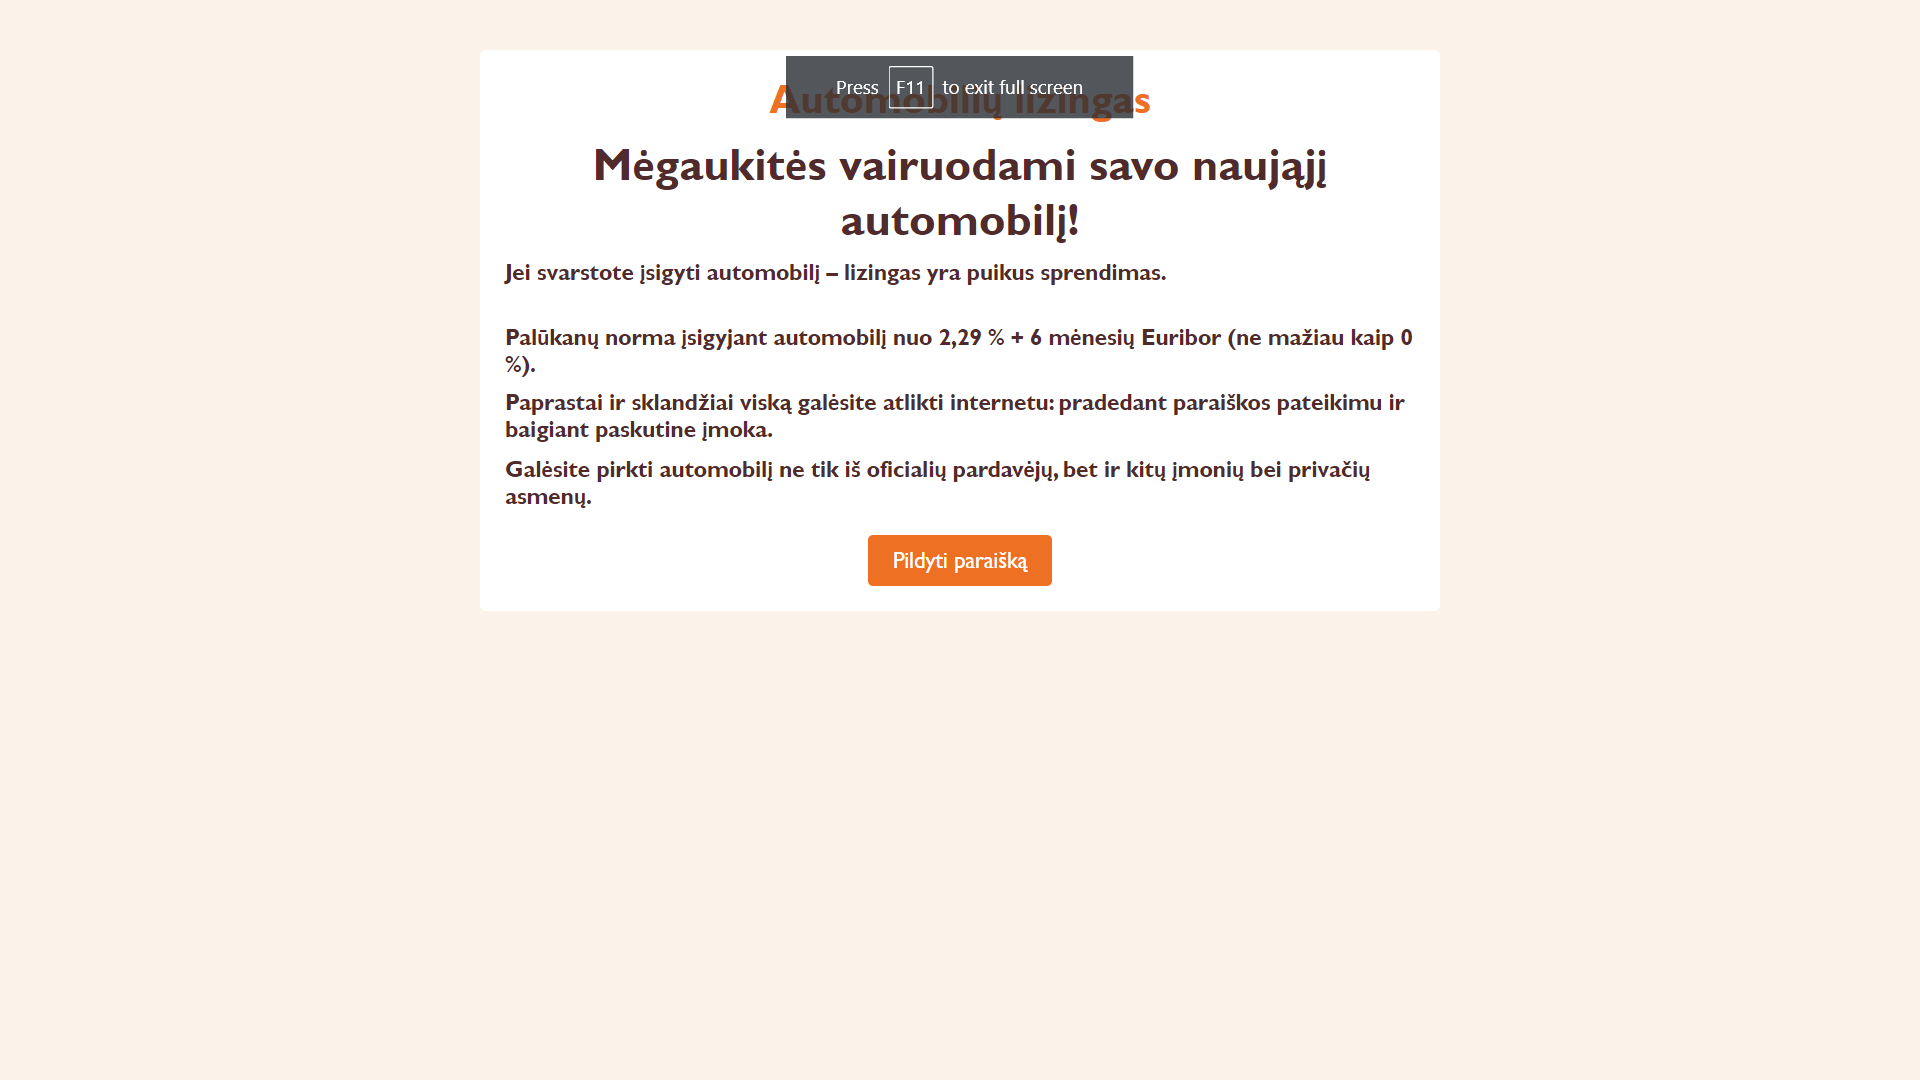 Press F11 to exit full screen
Automobilių lizingas
Mėgaukitės vairuodami savo naująjį
automobilį!
Jei svarstote įsigyti automobilį – lizingas yra puikus sprendimas.
Palūkanų norma įsigyjant automobilį nuo 2,29 % + 6 mėnesių Euribor (ne mažiau kaip 0
%).
Paprastai ir sklandžiai viską galėsite atlikti internetu: pradedant paraiškos pateikimu ir
baigiant paskutine įmoka.
Galėsite pirkti automobilį ne tik iš oficialių pardavėjų, bet ir kitų įmonių bei privačių
asmenų.
Pildyti paraišką